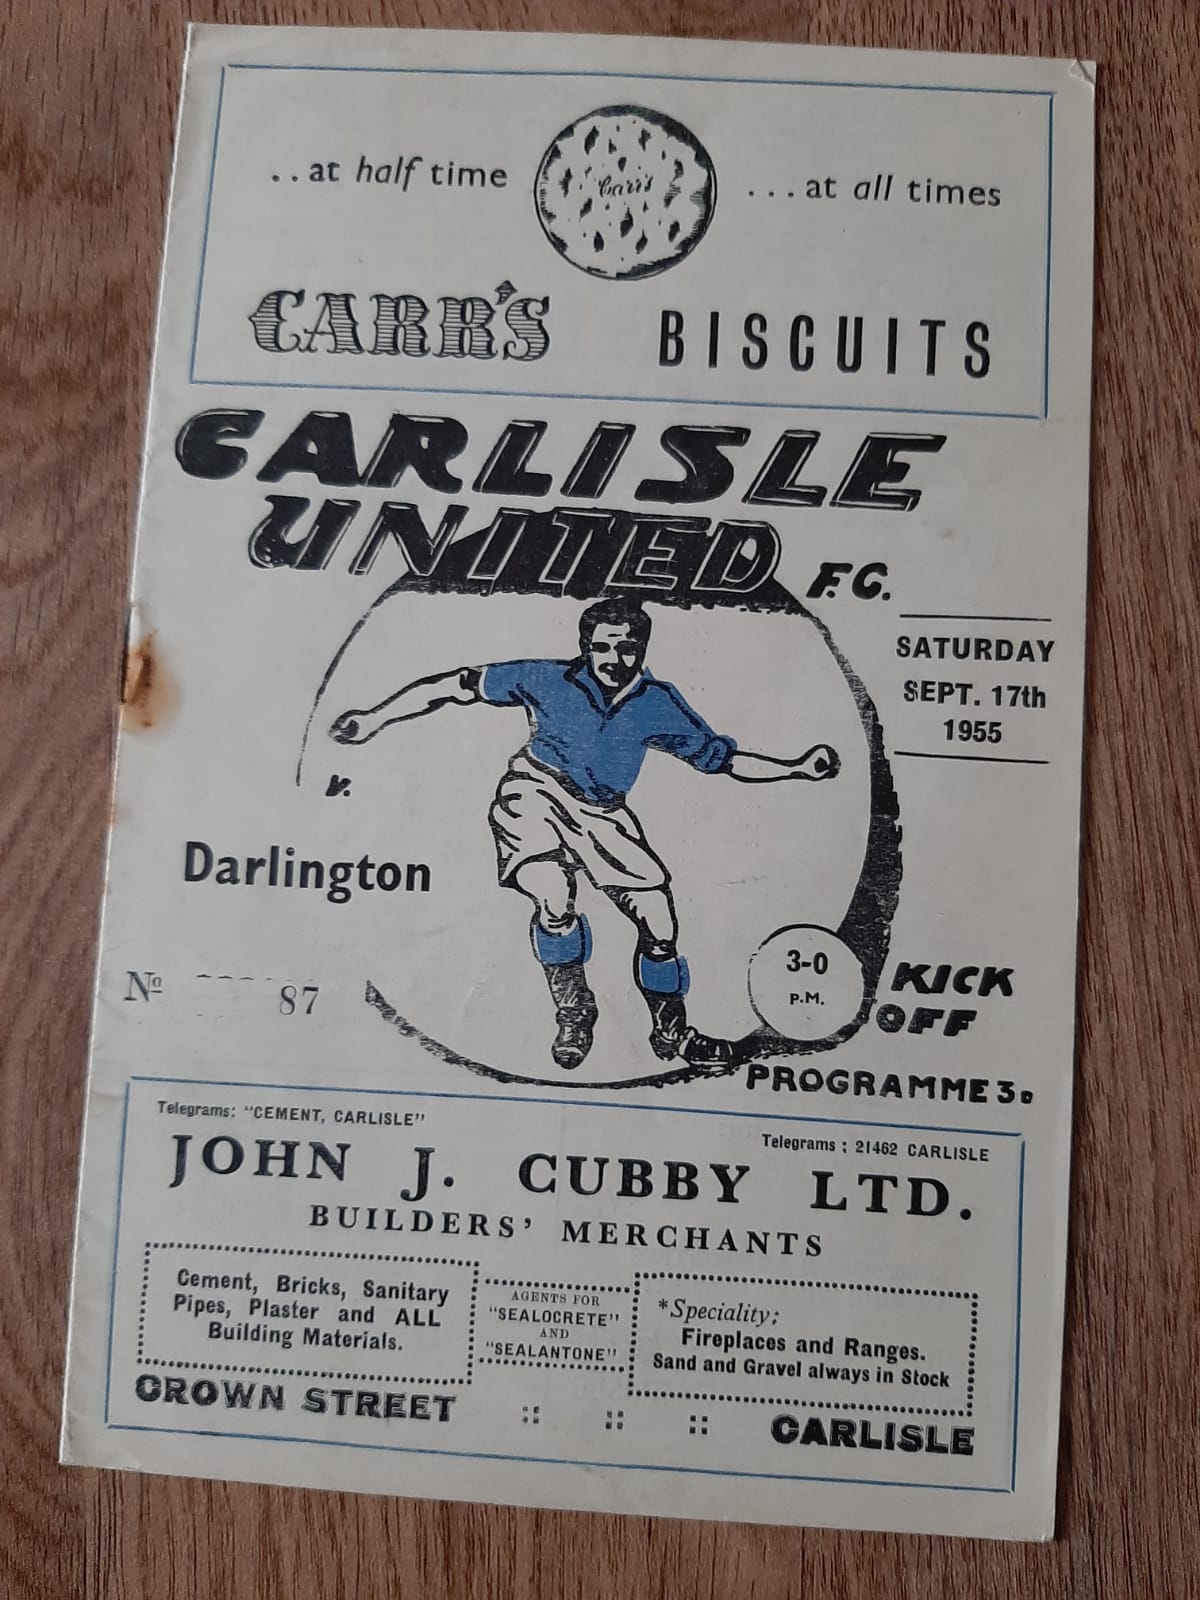 ..at half time
Carr's
...at all times
CARR'S BISCUITS
CARLISLE
UNITED F.C.
SATURDAY
SEPT. 17th
1955
v.
Darlington
Nº 87
3-0
P.M.
KICK
OFF
PROGRAMME 3D
Telegrams: "CEMENT, CARLISLE"
Telegrams ; 21462 CARLISLE
JOHN J. CUBBY LTD.
BUILDERS' MERCHANTS
Cement, Bricks, Sanitary
Pipes, Plaster and ALL
Building Materials.
AGENTS FOR
"SEALOCRETE"
AND
"SEALANTONE"
*Speciality;
Fireplaces and Ranges.
Sand and Gravel always in Stock
CROWN STREET :: :: :: CARLISLE